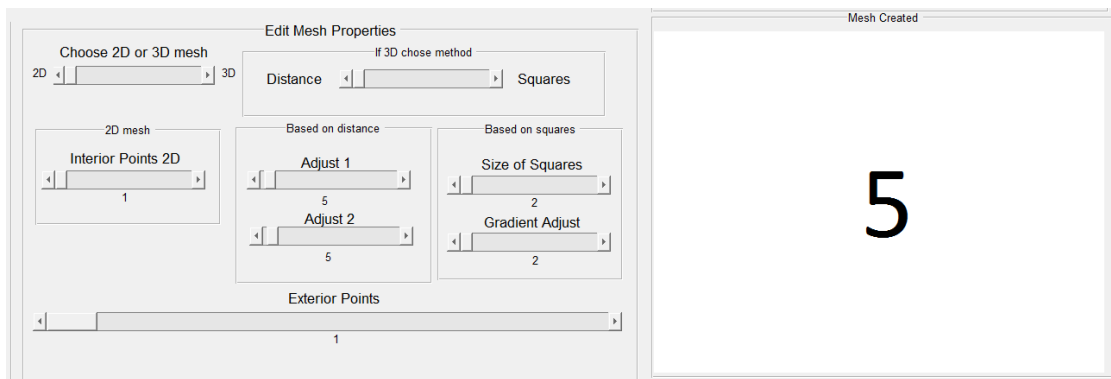 Edit Mesh Properties
Choose 2D or 3D mesh
2D 3D
If 3D chose method
Distance Squares
2D mesh
Interior Points 2D
1
Based on distance
Adjust 1
5
Adjust 2
5
Based on squares
Size of Squares
2
Gradient Adjust
2
Exterior Points
1
Mesh Created
5